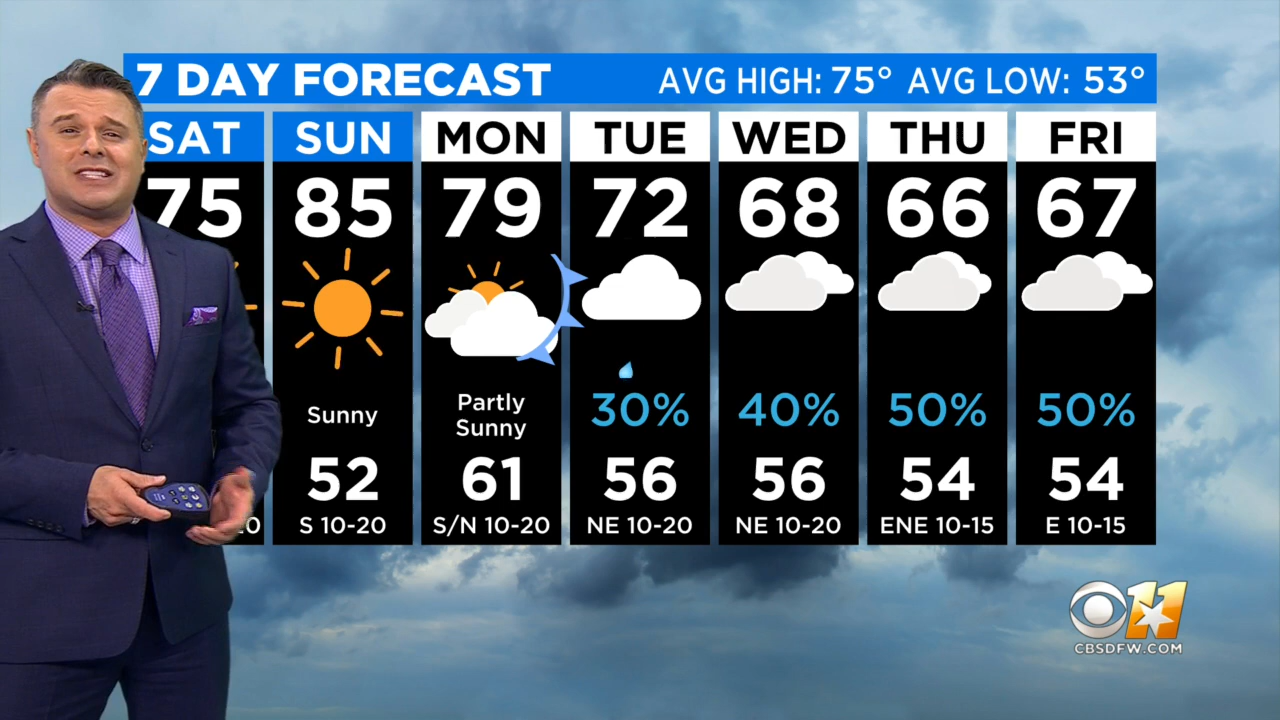 7 DAY FORECAST AVG HIGH: 75° AVG LOW: 53°
SAT SUN MON TUE WED THU FRI
75 85 79 72 68 66 67
Sunny Partly Sunny 30% 40% 50% 50%
52 61 56 56 54 54
S 10-20 S/N 10-20 NE 10-20 NE 10-20 ENE 10-15 E 10-15
11
CBSDFW.COM